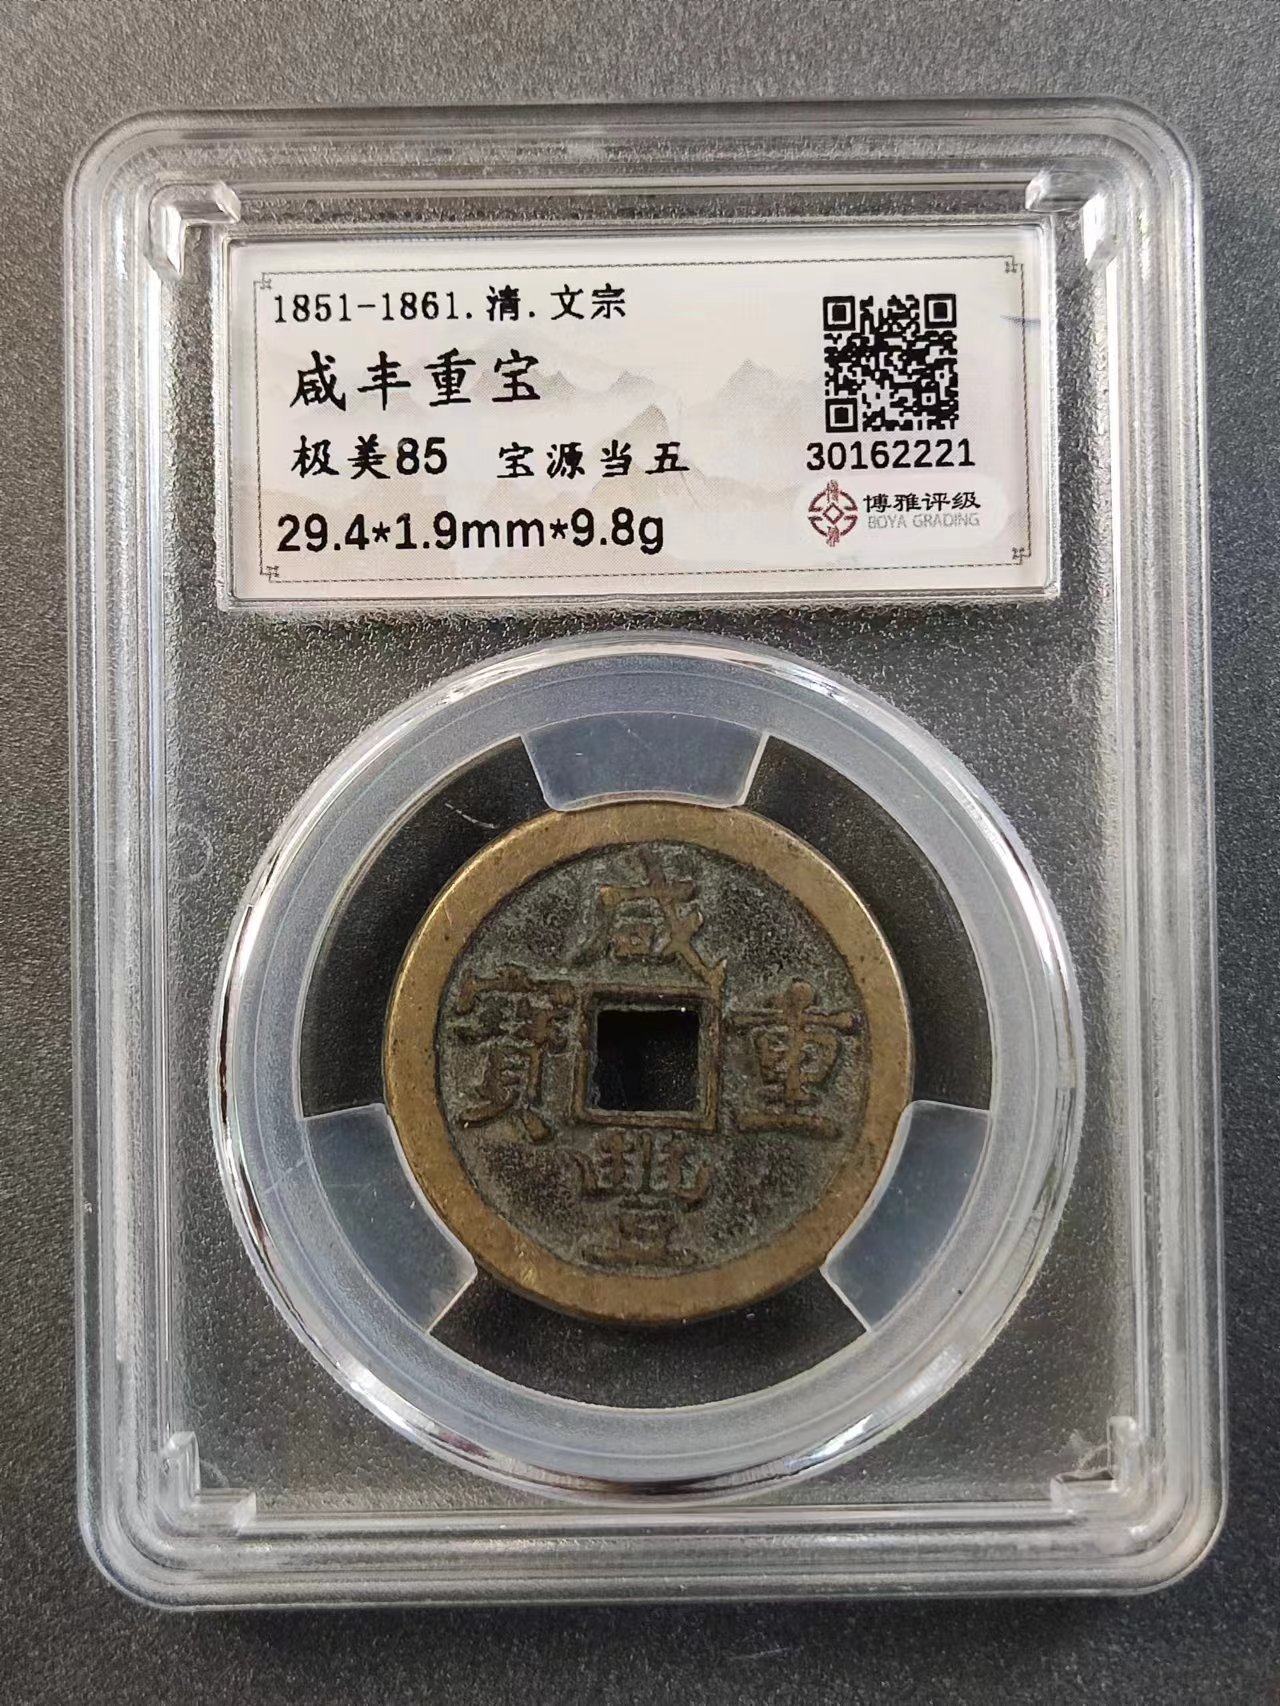 1851-1861.清.文宗
咸丰重宝
极美85 宝源当五
29.4*1.9mm*9.8g
30162221
博雅评级
BOYA GRADING
咸
寶 重
豐